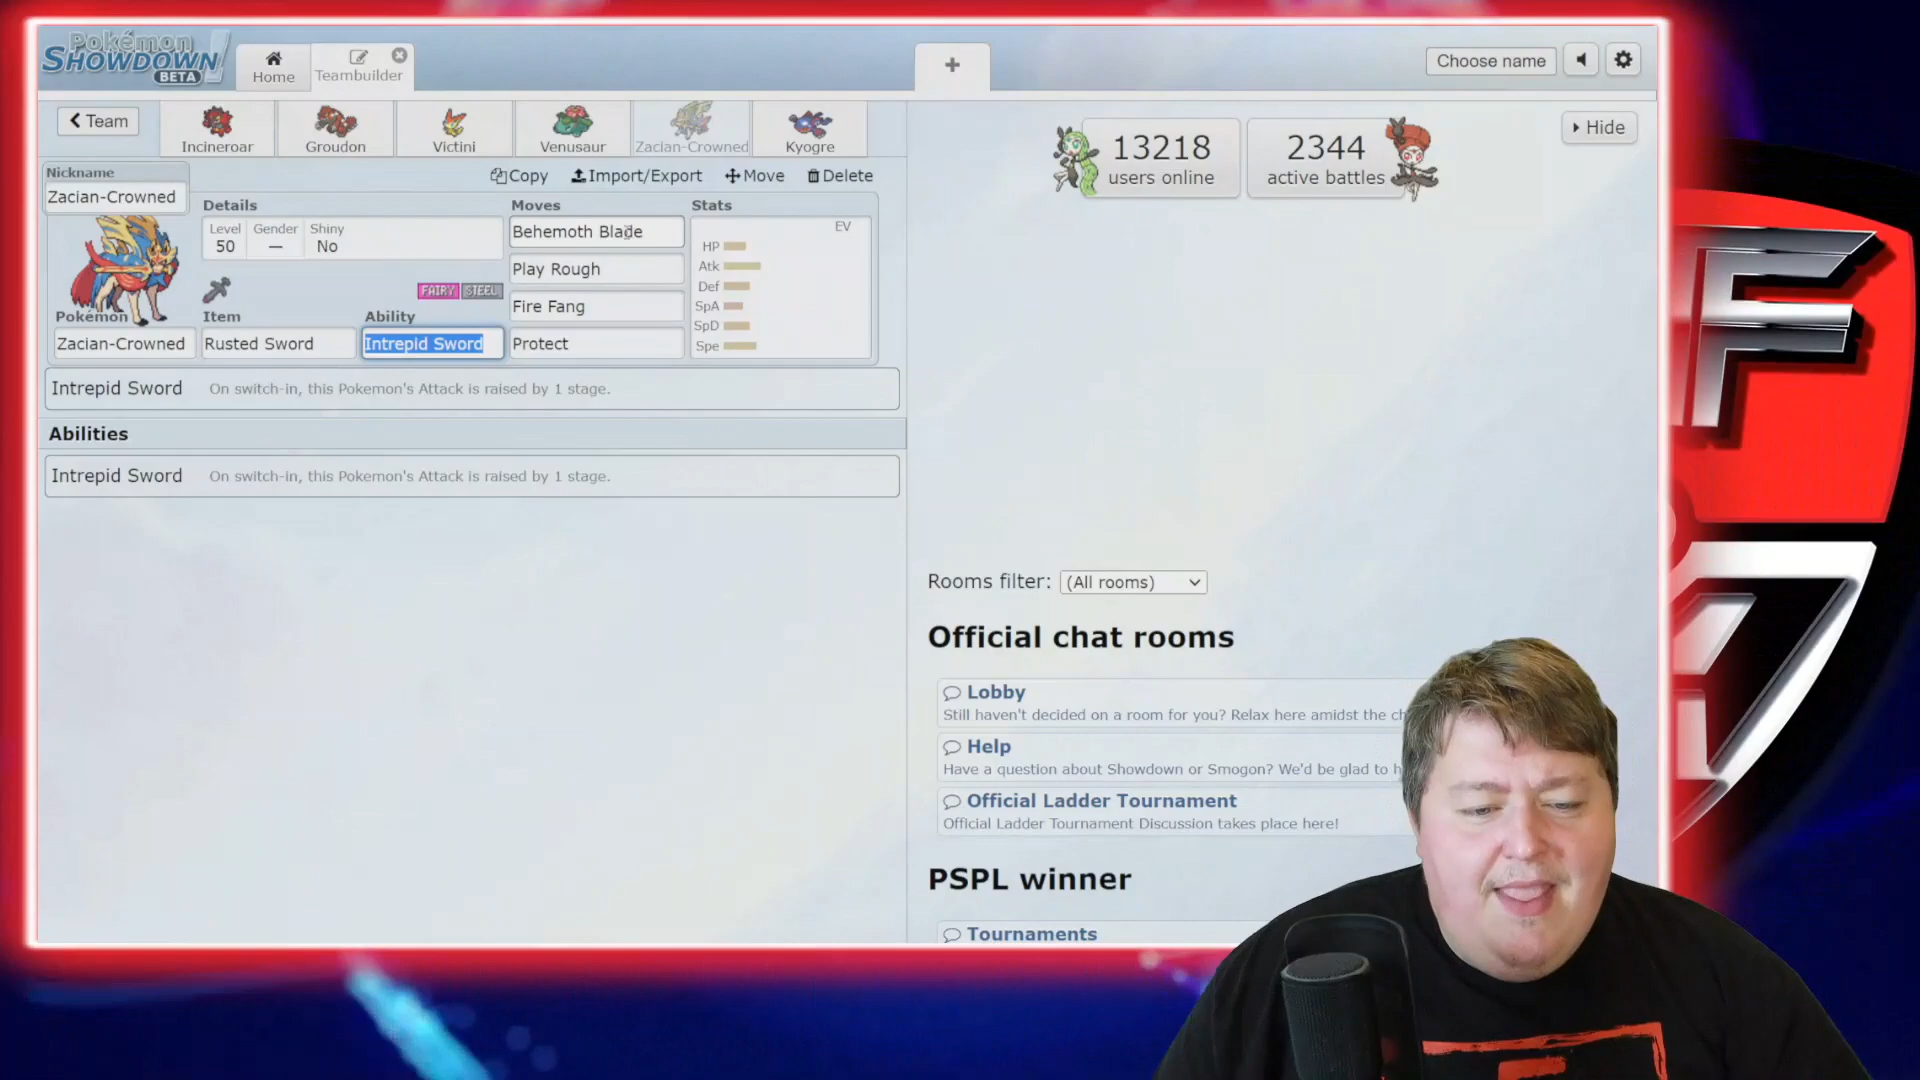 Pokémon
SHOWDOWN!
BETA
Home
Teambuilder
+
Choose name
Team
Incineroar
Groudon
Victini
Venusaur
Zacian-Crowned
Kyogre
13218
users online
2344
active battles
Hide
Nickname
Zacian-Crowned
Copy
Import/Export
Move
Delete
Details
Level
50
Gender
—
Shiny
No
FAIRY STEEL
Pokémon
Zacian-Crowned
Item
Rusted Sword
Ability
Intrepid Sword
Moves
Behemoth Blade
Play Rough
Fire Fang
Protect
Stats
EV
HP
Atk
Def
SpA
SpD
Spe
Intrepid Sword On switch-in, this Pokemon's Attack is raised by 1 stage.
Abilities
Intrepid Sword On switch-in, this Pokemon's Attack is raised by 1 stage.
Rooms filter: (All rooms)
Official chat rooms
Lobby
Still haven't decided on a room for you? Relax here amidst the
Help
Have a question about Showdown or Smogon? We'd be glad to
Official Ladder Tournament
Official Ladder Tournament Discussion takes place here!
PSPL winner
Tournaments